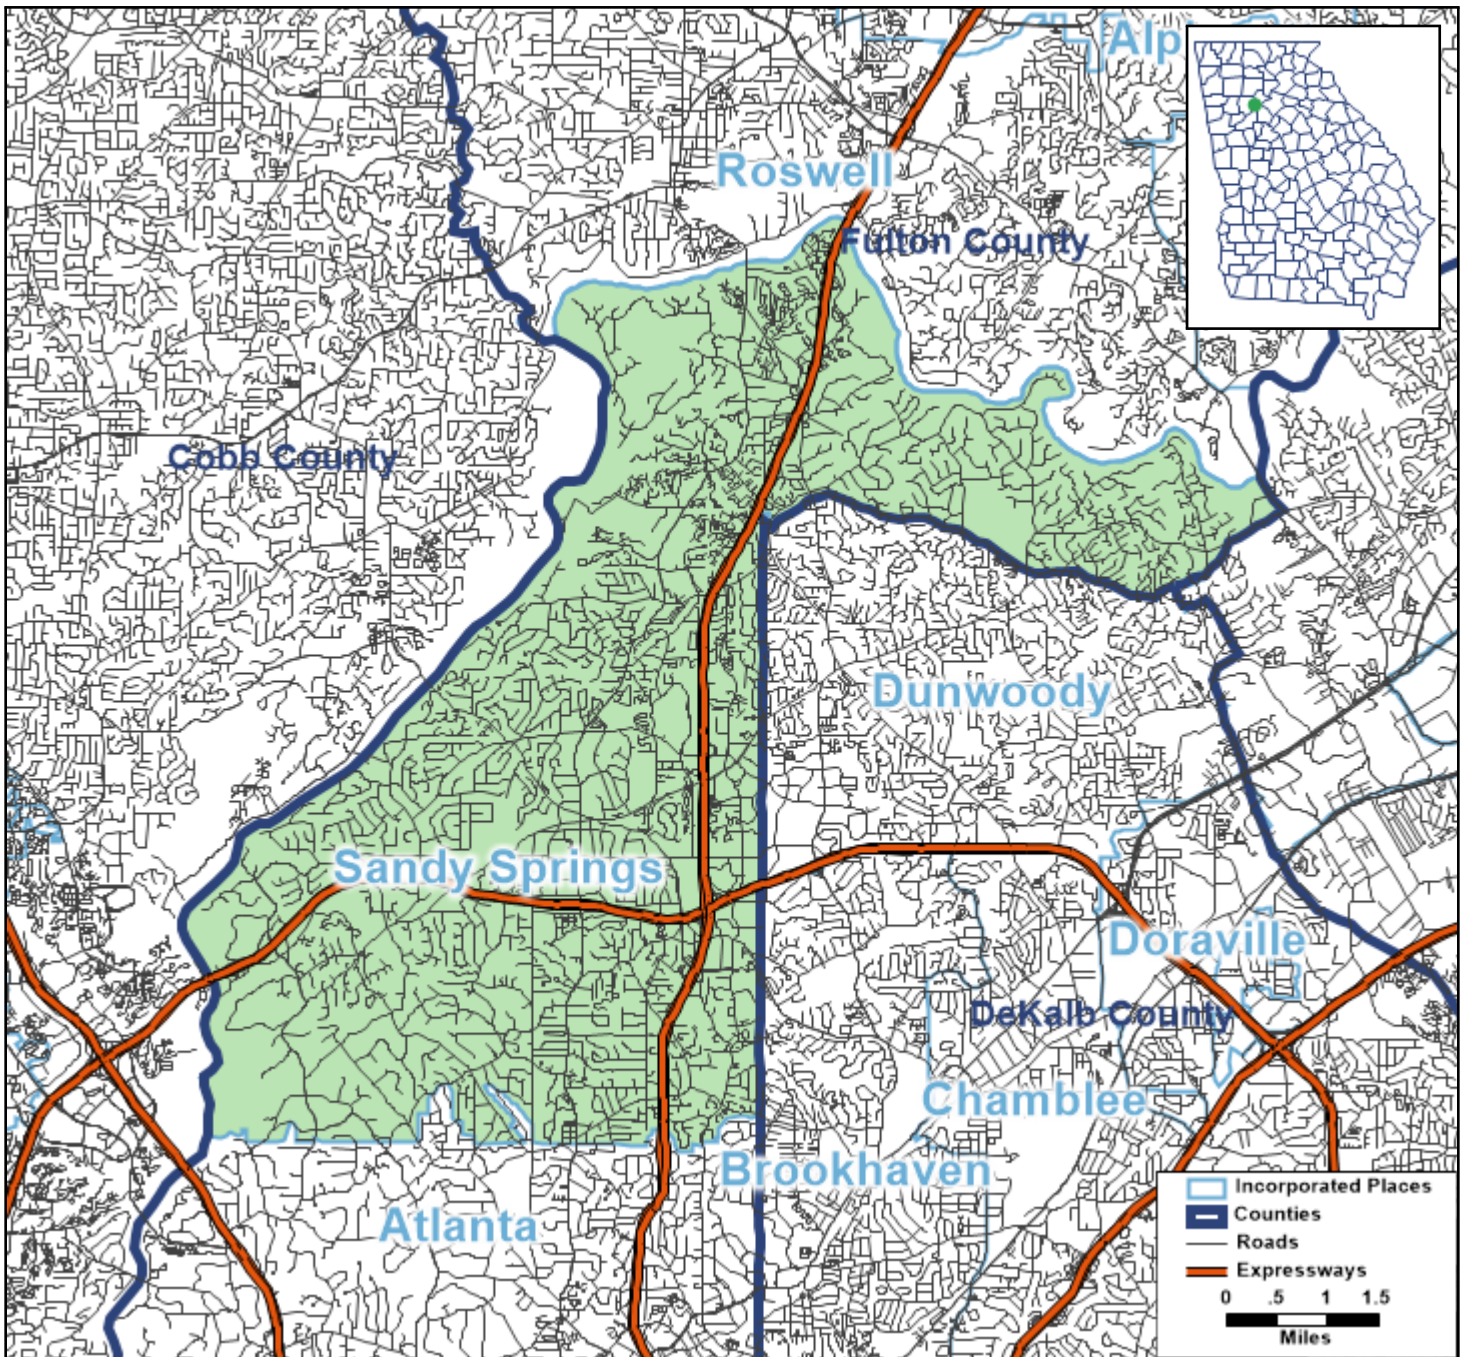 Alp
Roswell
Fulton County
Cobb County
Dunwoody
Sandy Springs
Doraville
DeKalb County
Chamblee
Brookhaven
Atlanta
Incorporated Places
Counties
Roads
Expressways
0 .5 1 1.5
Miles